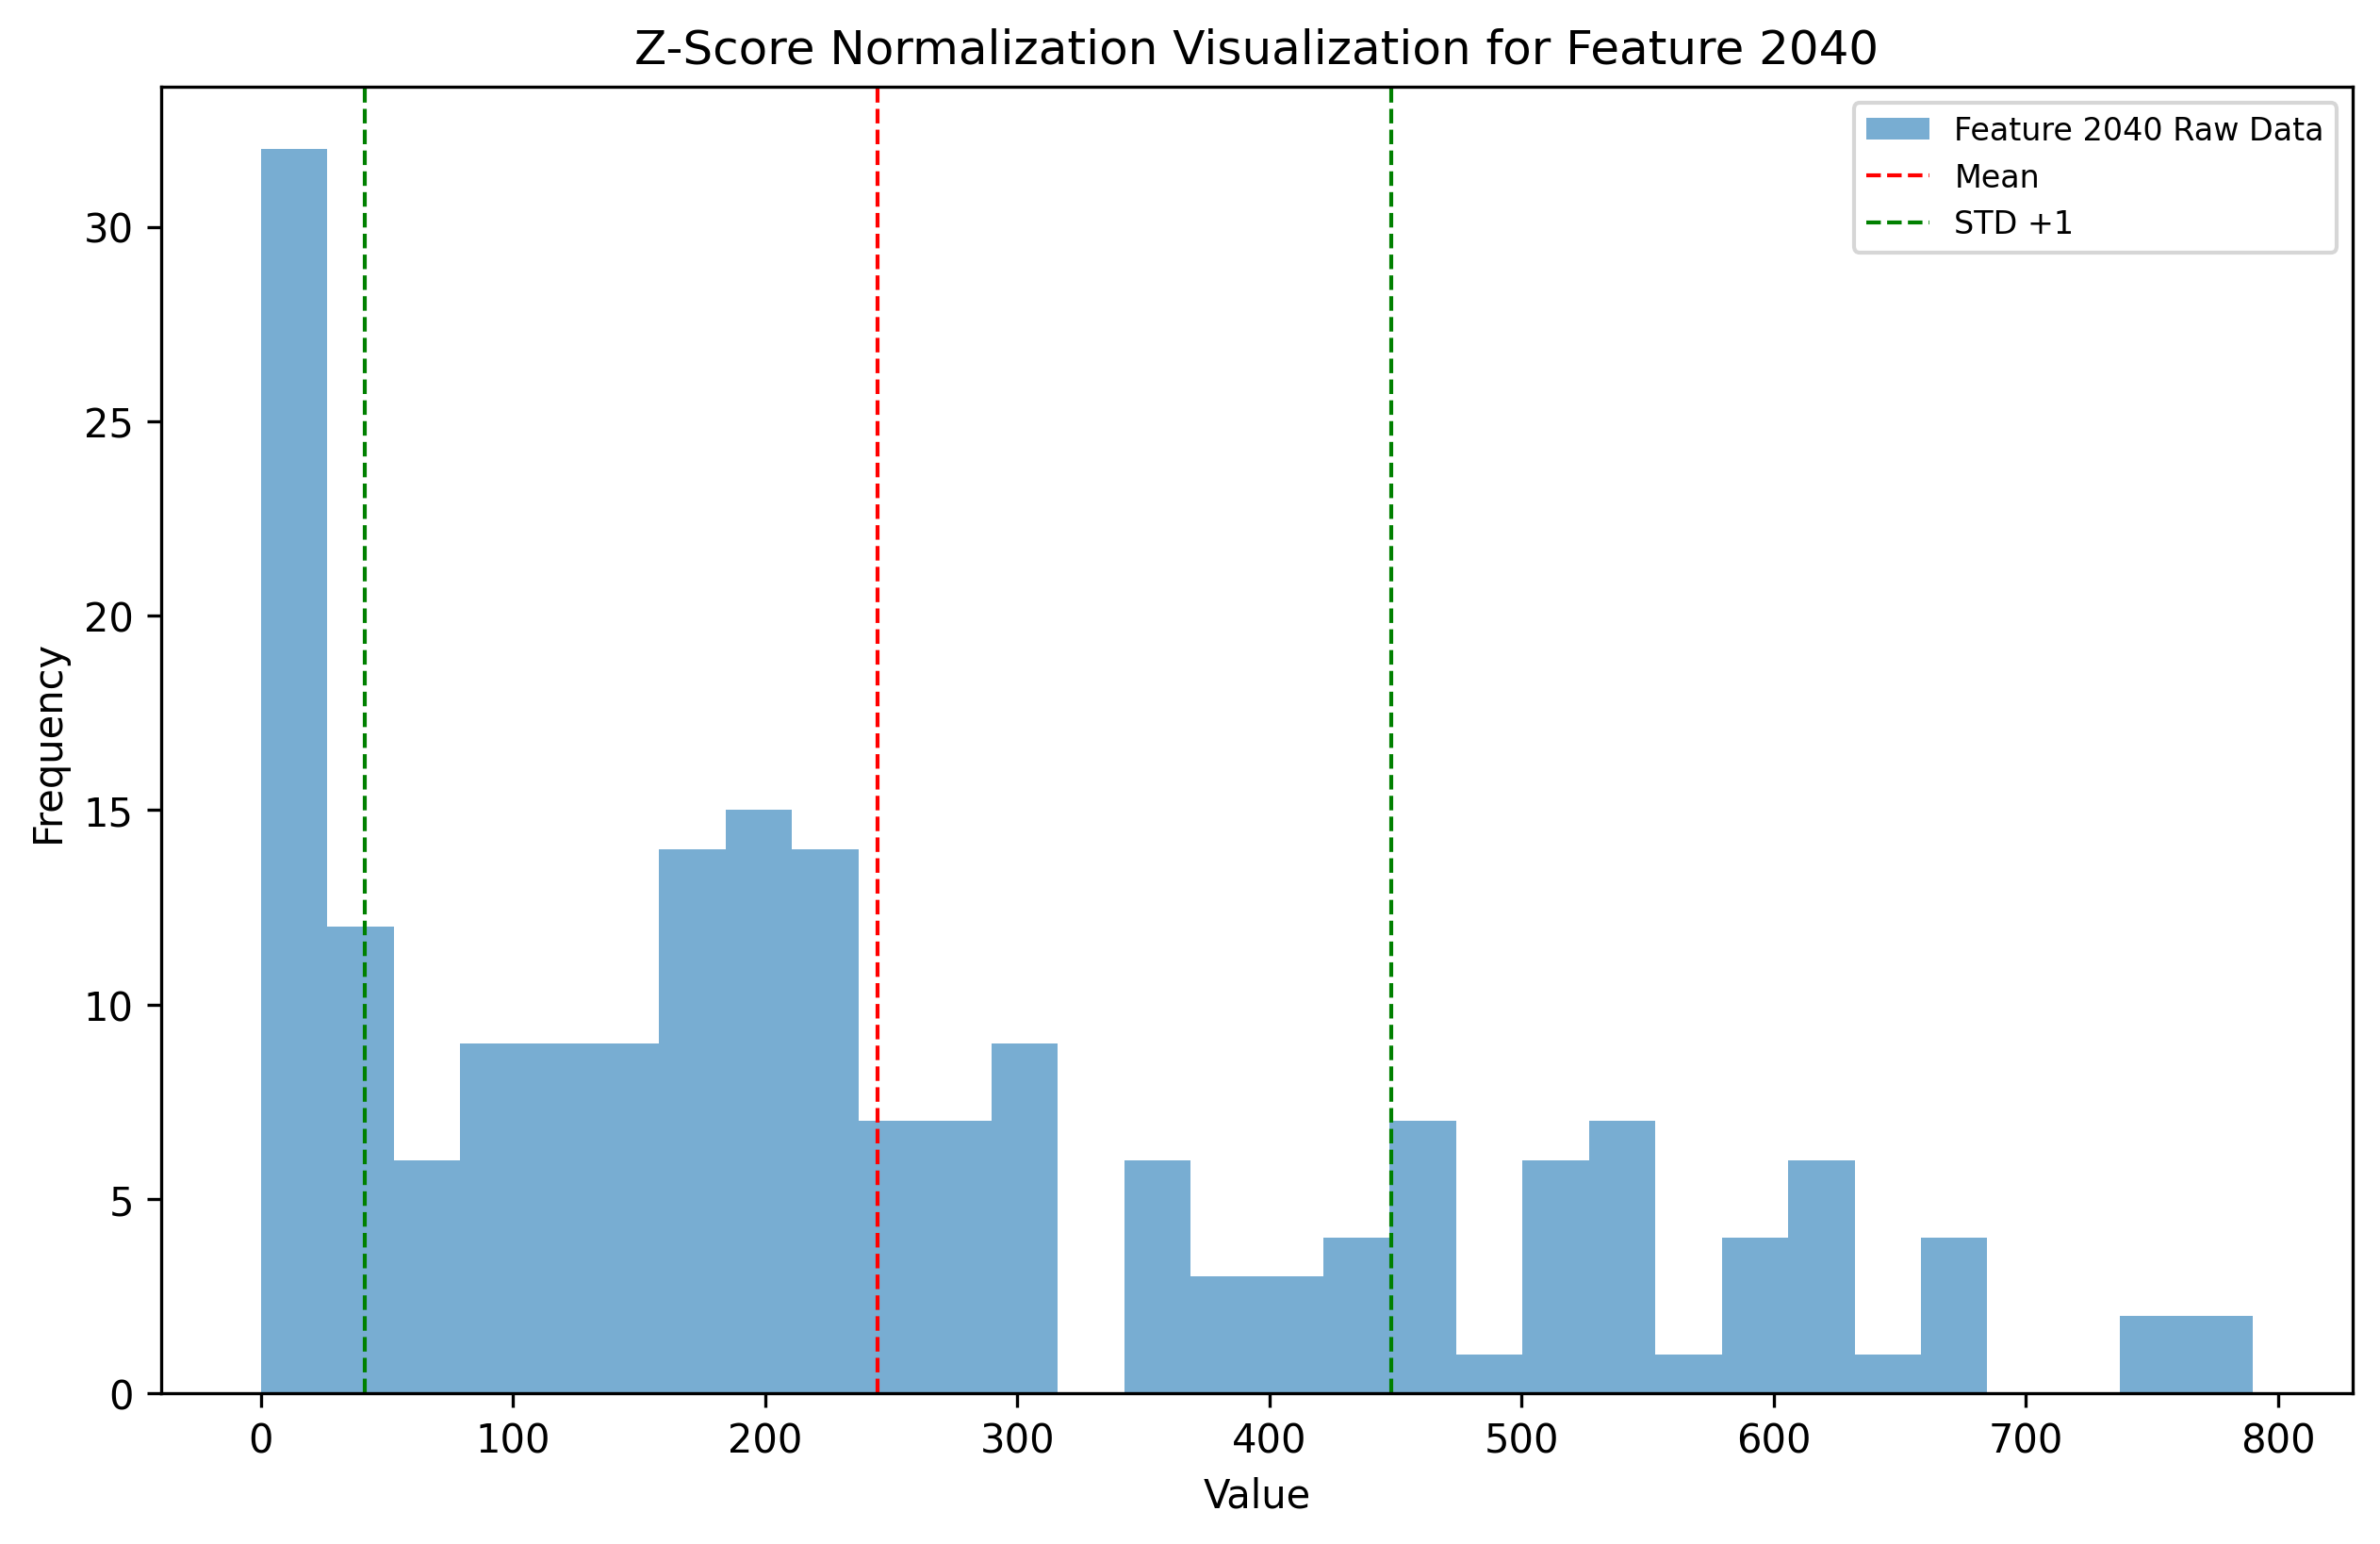 Z-Score Normalization Visualization for Feature 2040
Feature 2040 Raw Data
Mean
STD +1
Frequency
30
25
20
15
10
5
0
0 100 200 300 400 500 600 700 800
Value